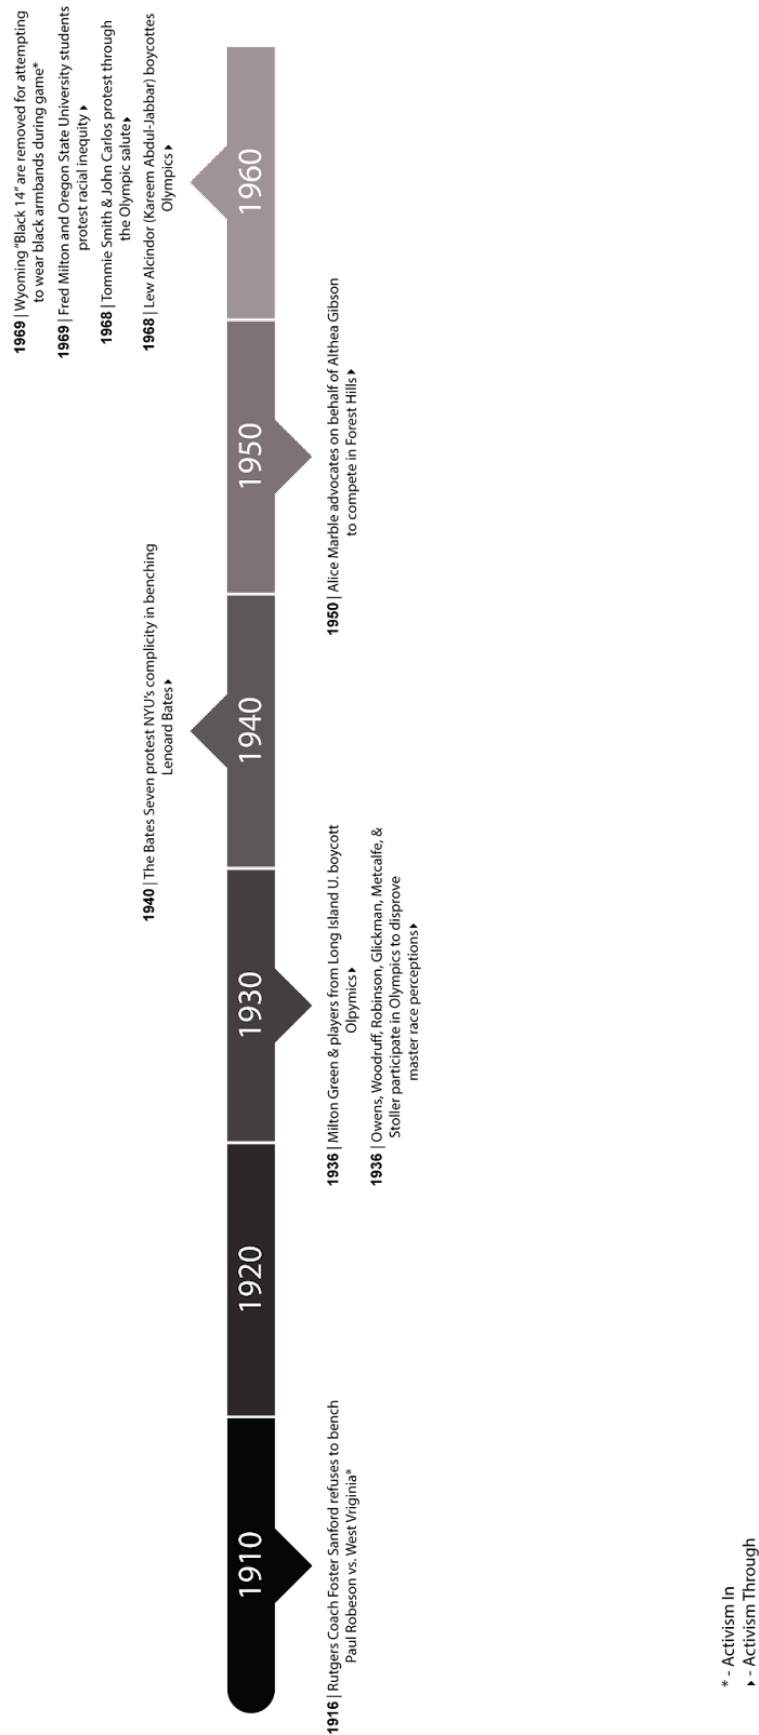 1969 | Wyoming "Black 14" are removed for attempting
to wear black armbands during game*
1969 | Fred Milton and Oregon State University students
protest racial inequity ▸
1968 | Tommie Smith & John Carlos protest through
the Olympic salute▸
1968 | Lew Alcindor (Kareem Abdul-Jabbar) boycottes
Olympics ▸
1940 | The Bates Seven protest NYU's complicity in benching
Lenoard Bates ▸
1910
1920
1930
1940
1950
1960
1916 | Rutgers Coach Foster Sanford refuses to bench
Paul Robeson vs. West Vriginia*
1936 | Milton Green & players from Long Island U. boycott
Olpymics ▸
1936 | Owens, Woodruff, Robinson, Glickman, Metcalfe, &
Stoller participate in Olympics to disprove
master race perceptions ▸
1950 | Alice Marble advocates on behalf of Althea Gibson
to compete in Forest Hills ▸
* - Activism In
▸ - Activism Through